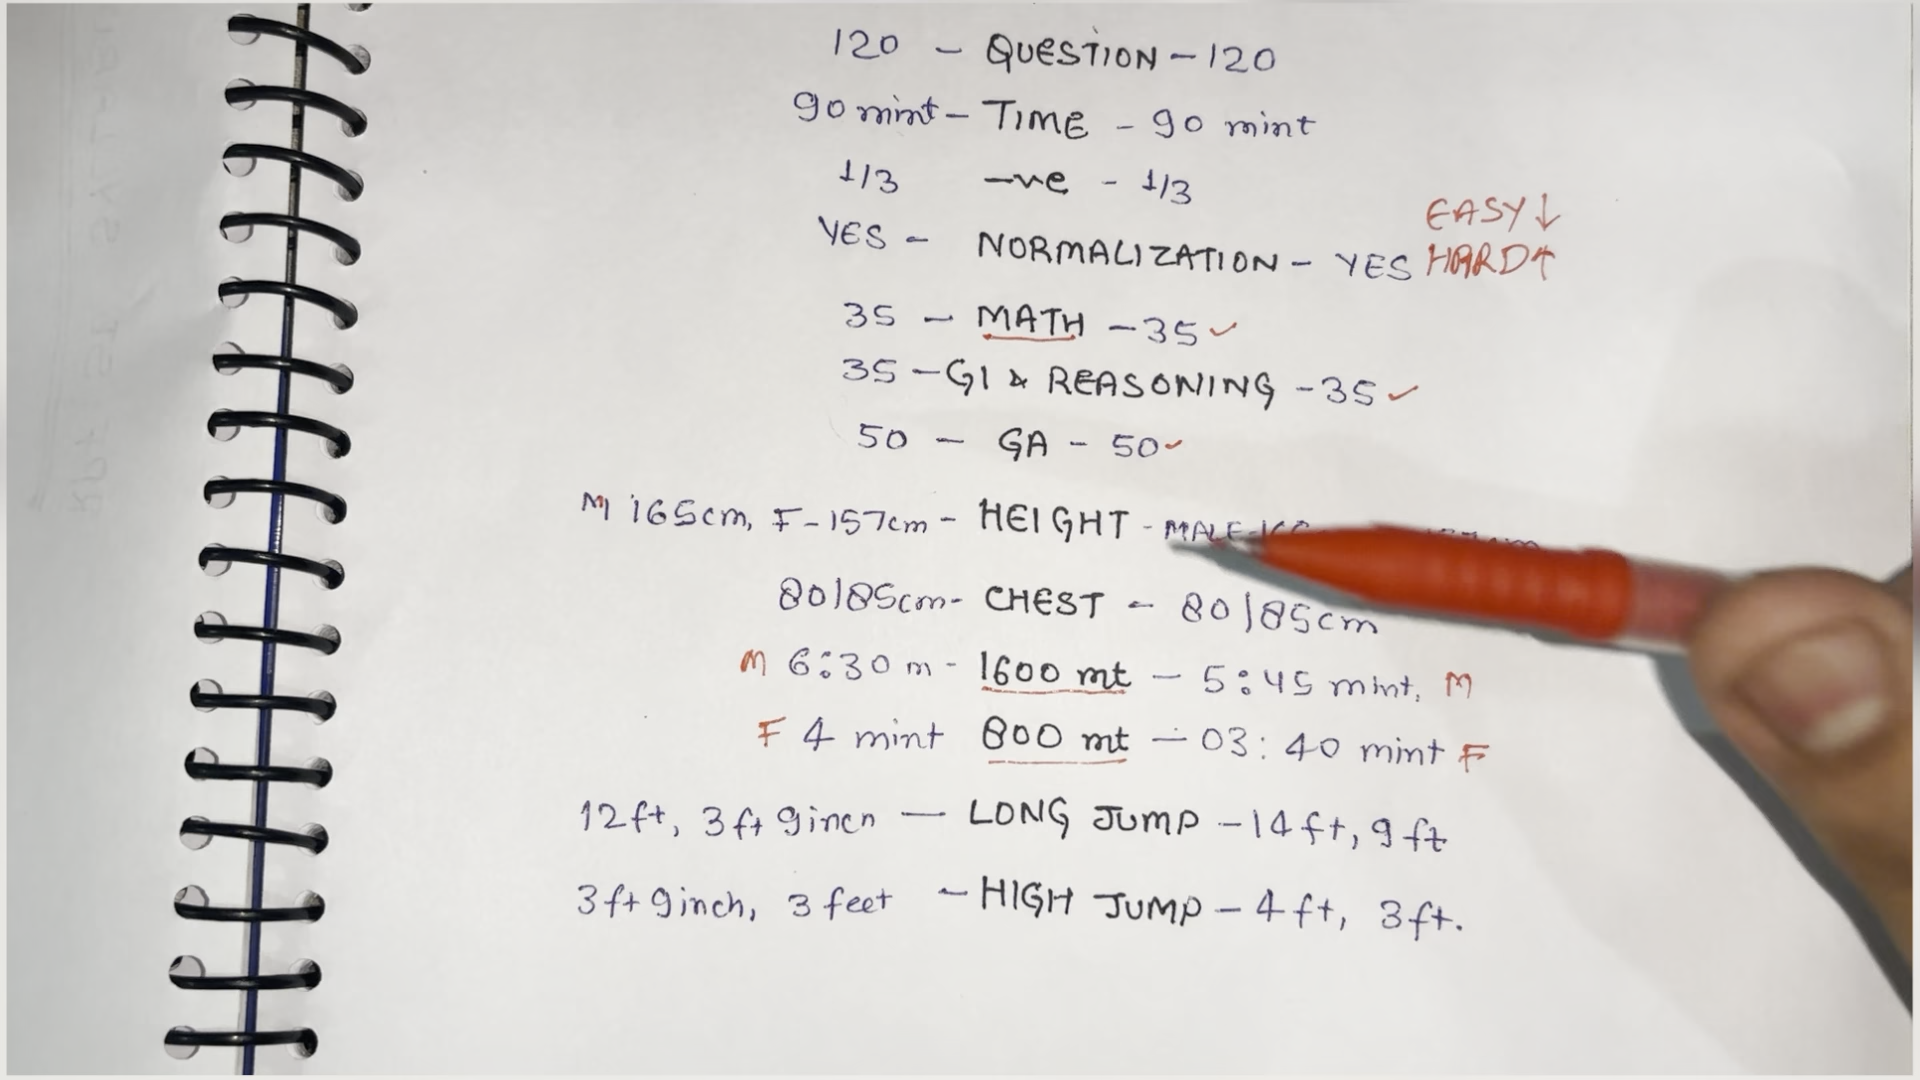 120 - QUESTION - 120
90 mint - TIME - 90 mint
1/3 -ve - 1/3
YES - NORMALIZATION - YES EASY↓
HARD↑
35 - MATH - 35 ✓
35 - GI & REASONING - 35 ✓
50 - GA - 50 ✓
M 165cm, F-157cm - HEIGHT - MALE
80/85cm - CHEST - 80/85cm
M 6:30 m - 1600 mt - 5:45 mint, M
F 4 mint 800 mt - 03:40 mint F
12ft, 3ft 9inch - LONG JUMP - 14ft, 9ft
3ft 9inch, 3 feet - HIGH JUMP - 4ft, 3ft.